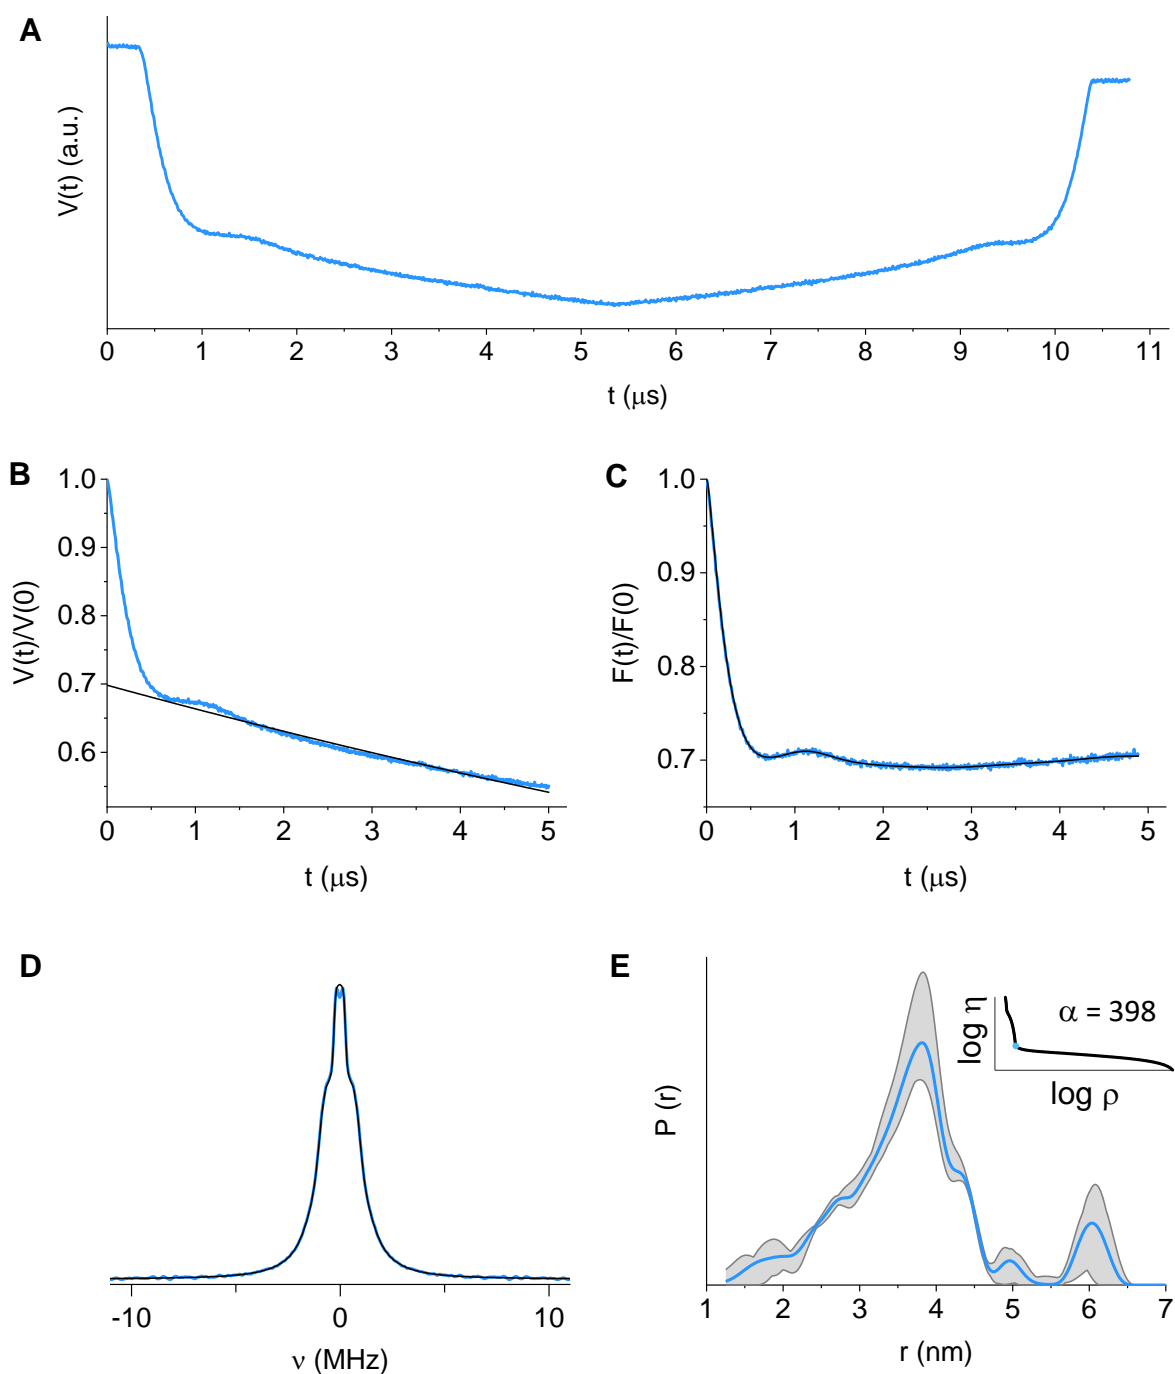 A
V(t) (a.u.)
0 1 2 3 4 5 6 7 8 9 10 11
t (μs)
B
1.0
0.9
0.8
0.7
0.6
V(t)/V(0)
0 1 2 3 4 5
t (μs)
C
1.0
0.9
0.8
0.7
F(t)/F(0)
0 1 2 3 4 5
t (μs)
D
-10 0 10
ν (MHz)
E
P (r)
log η
α = 398
log ρ
1 2 3 4 5 6 7
r (nm)